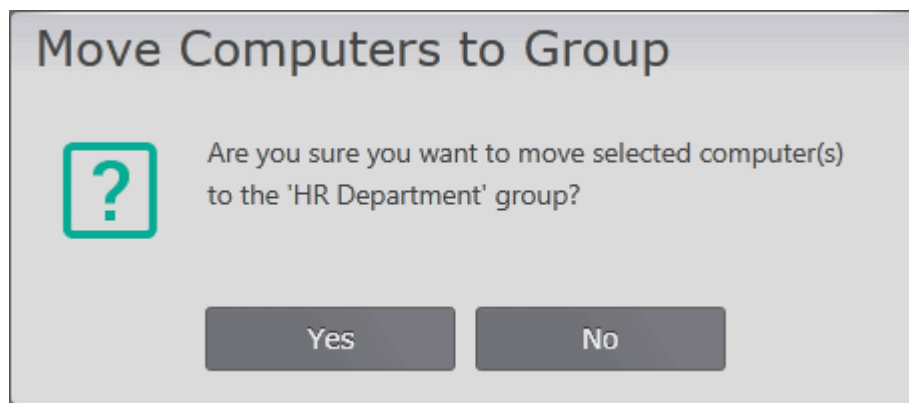 Move Computers to Group
?
Are you sure you want to move selected computer(s)
to the 'HR Department' group?
Yes No